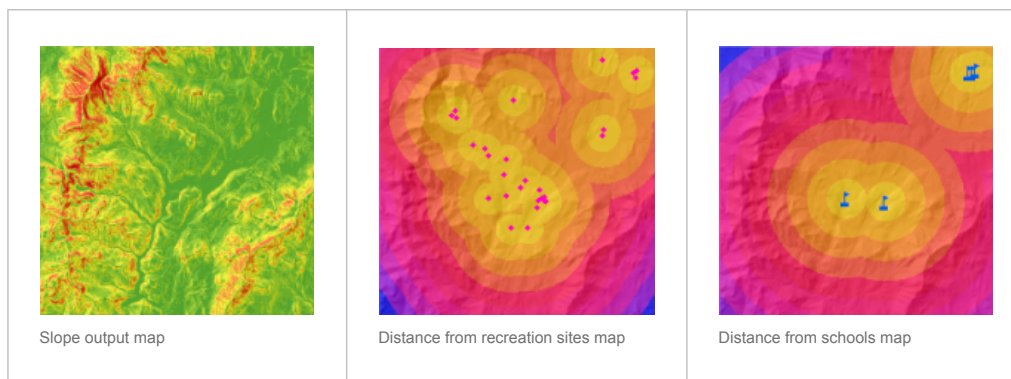 Slope output map
Distance from recreation sites map
Distance from schools map